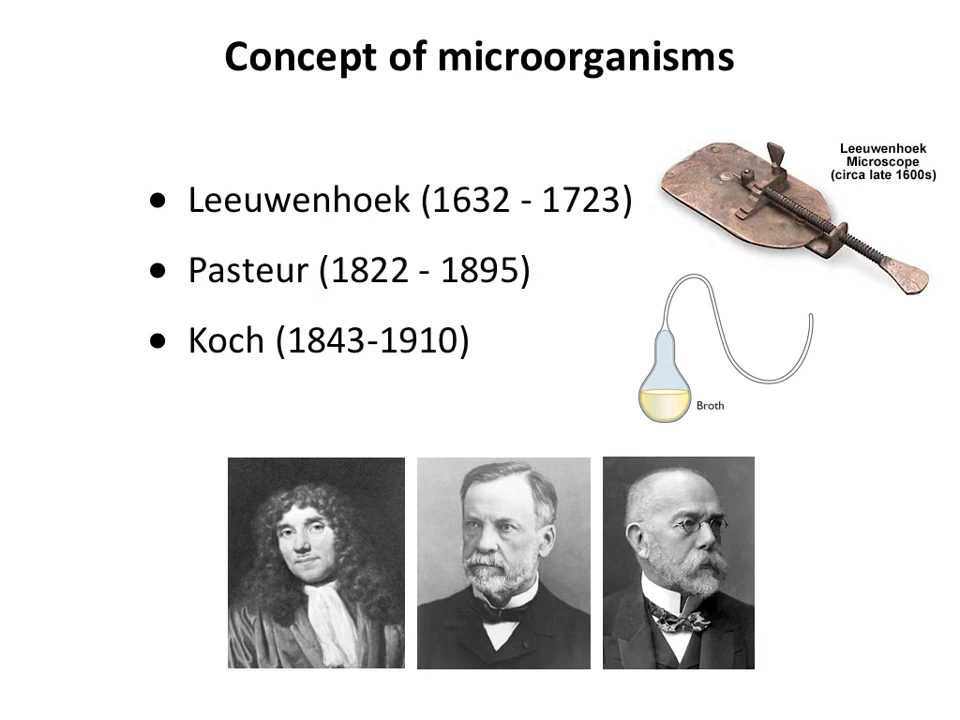 Concept of microorganisms
• Leeuwenhoek (1632 - 1723)
• Pasteur (1822 - 1895)
• Koch (1843-1910)
Leeuwenhoek
Microscope
(circa late 1600s)
Broth